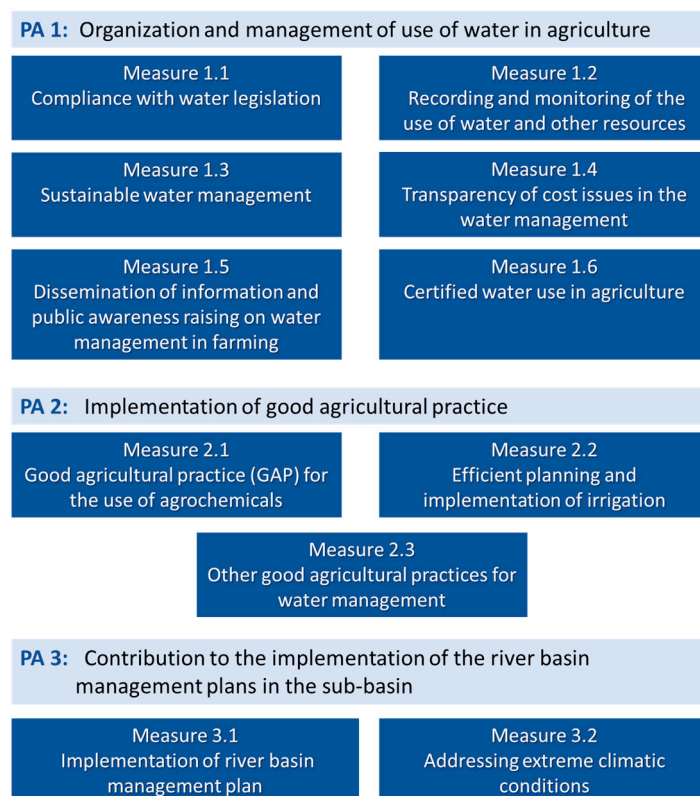 PA 1: Organization and management of use of water in agriculture
Measure 1.1
Compliance with water legislation
Measure 1.2
Recording and monitoring of the
use of water and other resources
Measure 1.3
Sustainable water management
Measure 1.4
Transparency of cost issues in the
water management
Measure 1.5
Dissemination of information and
public awareness raising on water
management in farming
Measure 1.6
Certified water use in agriculture
PA 2: Implementation of good agricultural practice
Measure 2.1
Good agricultural practice (GAP) for
the use of agrochemicals
Measure 2.2
Efficient planning and
implementation of irrigation
Measure 2.3
Other good agricultural practices for
water management
PA 3: Contribution to the implementation of the river basin
management plans in the sub-basin
Measure 3.1
Implementation of river basin
management plan
Measure 3.2
Addressing extreme climatic
conditions